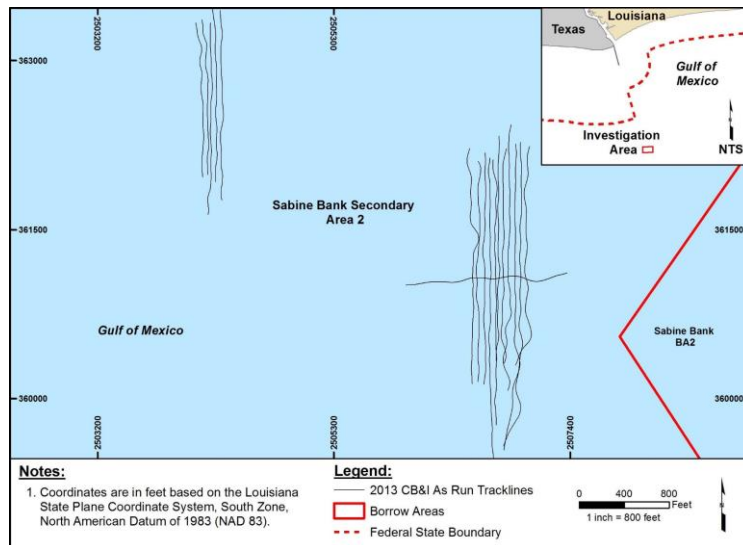 2503200
2505300
Louisiana
Texas
363000
Gulf of
Mexico
Investigation
Area
N
NTS
Sabine Bank Secondary
Area 2
361500
361500
Gulf of Mexico
Sabine Bank
BA2
360000
360000
2503200
2505300
2507400
Notes:
1. Coordinates are in feet based on the Louisiana
State Plane Coordinate System, South Zone,
North American Datum of 1983 (NAD 83).
Legend:
2013 CB&I As Run Tracklines
Borrow Areas
Federal State Boundary
0 400 800
Feet
1 inch = 800 feet
N